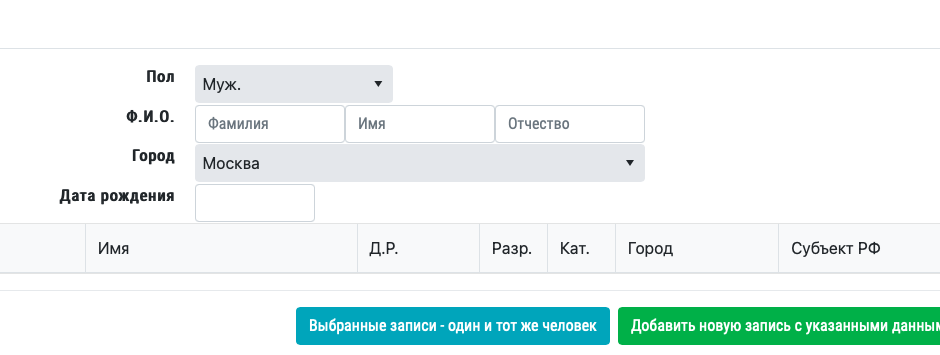 Пол Муж.
Ф.И.О. Фамилия Имя Отчество
Город Москва
Дата рождения
Имя Д.Р. Разр. Кат. Город Субъект РФ
Выбранные записи - один и тот же человек Добавить новую запись с указанными данным